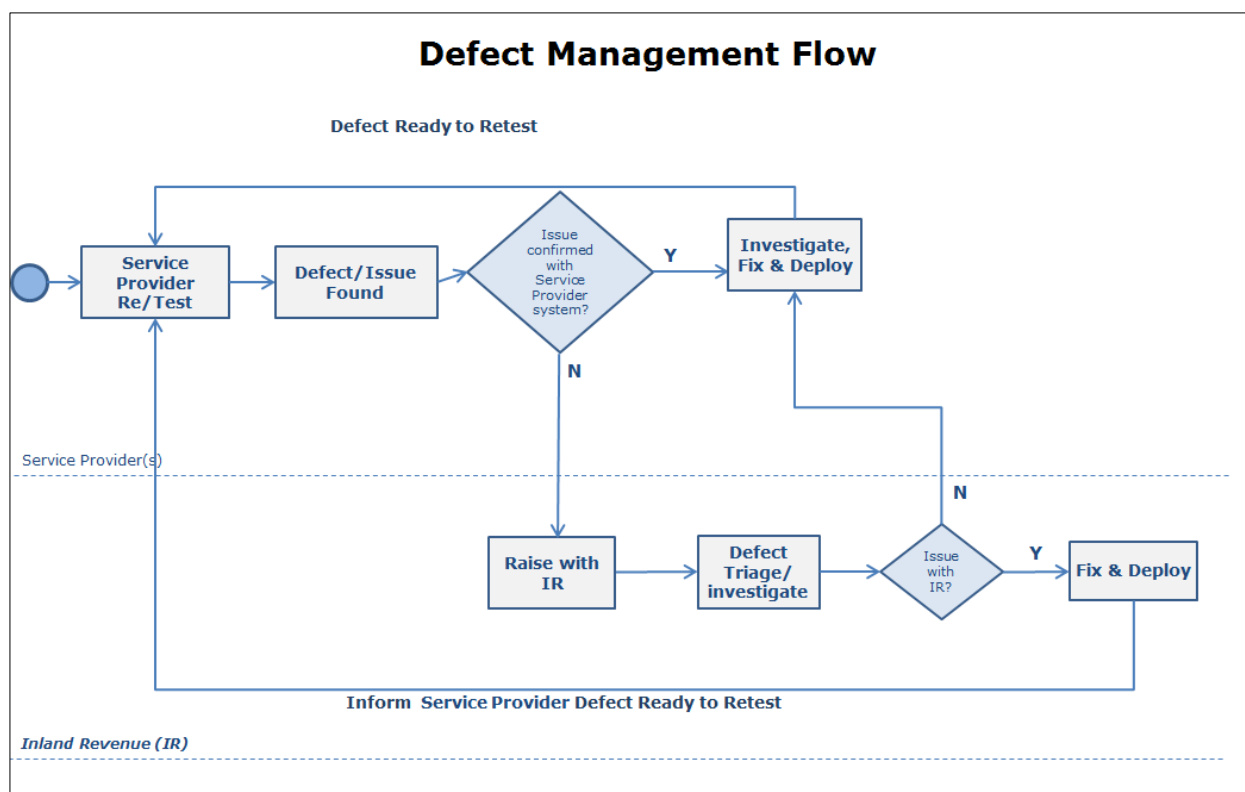 Defect Management Flow
Defect Ready to Retest
Service
Provider
Re/Test
Defect/Issue
Found
Issue
confirmed
with
Service
Provider
system?
Y
Investigate,
Fix & Deploy
N
Service Provider(s)
N
Raise with
IR
Defect
Triage/
investigate
Issue
with
IR?
Y
Fix & Deploy
Inform Service Provider Defect Ready to Retest
Inland Revenue (IR)